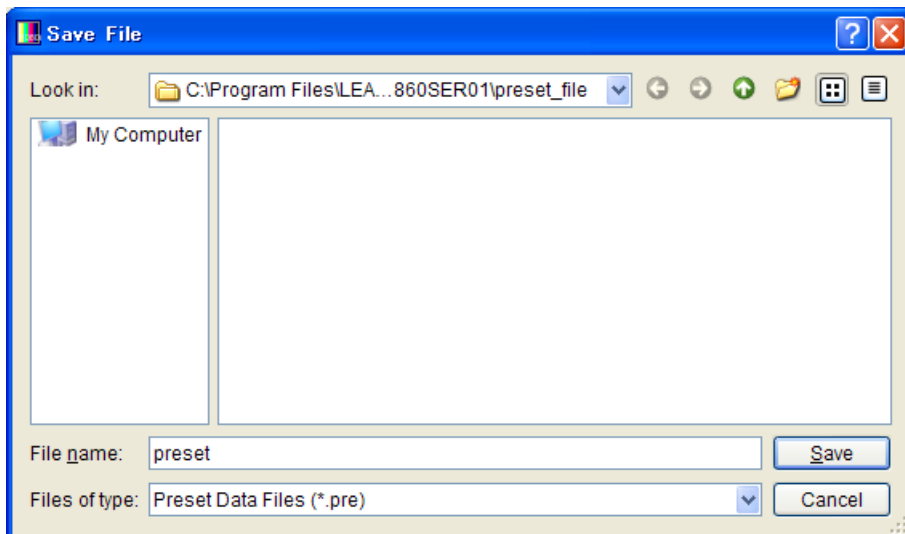 Save File
Look in: C:\Program Files\LEA...860SER01\preset_file
My Computer
File name: preset Save
Files of type: Preset Data Files (*.pre) Cancel